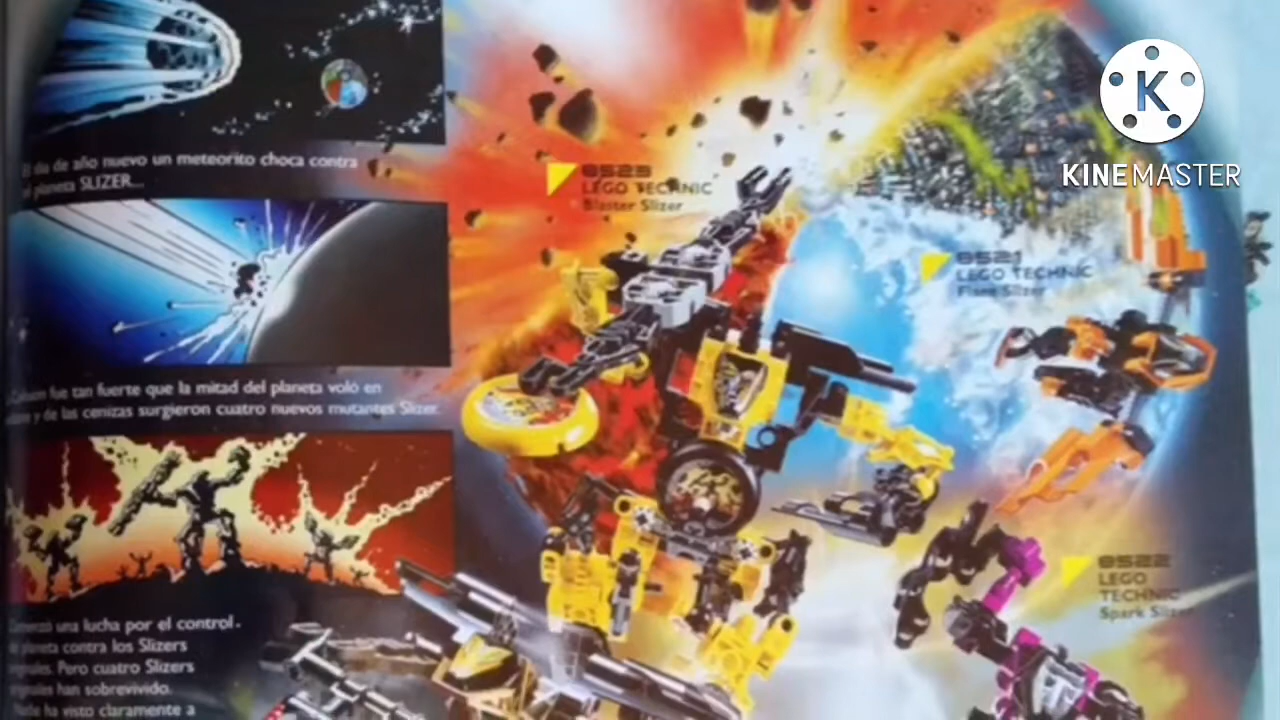 día de año nuevo un meteorito choca contra
planeta SLIZER...
fue tan fuerte que la mitad del planeta voló en
y de las cenizas surgieron cuatro nuevos mutantes Slizer.
una lucha por el control
planeta contra los Slizers
Pero cuatro Slizers
han sobrevivido.
ha visto claramente a
8523
LEGO TECHNIC
Blaster Slizer
8521
LEGO TECHNIC
Flare Slizer
8522
LEGO
TECHNIC
Spark Slizer
K
KINEMASTER